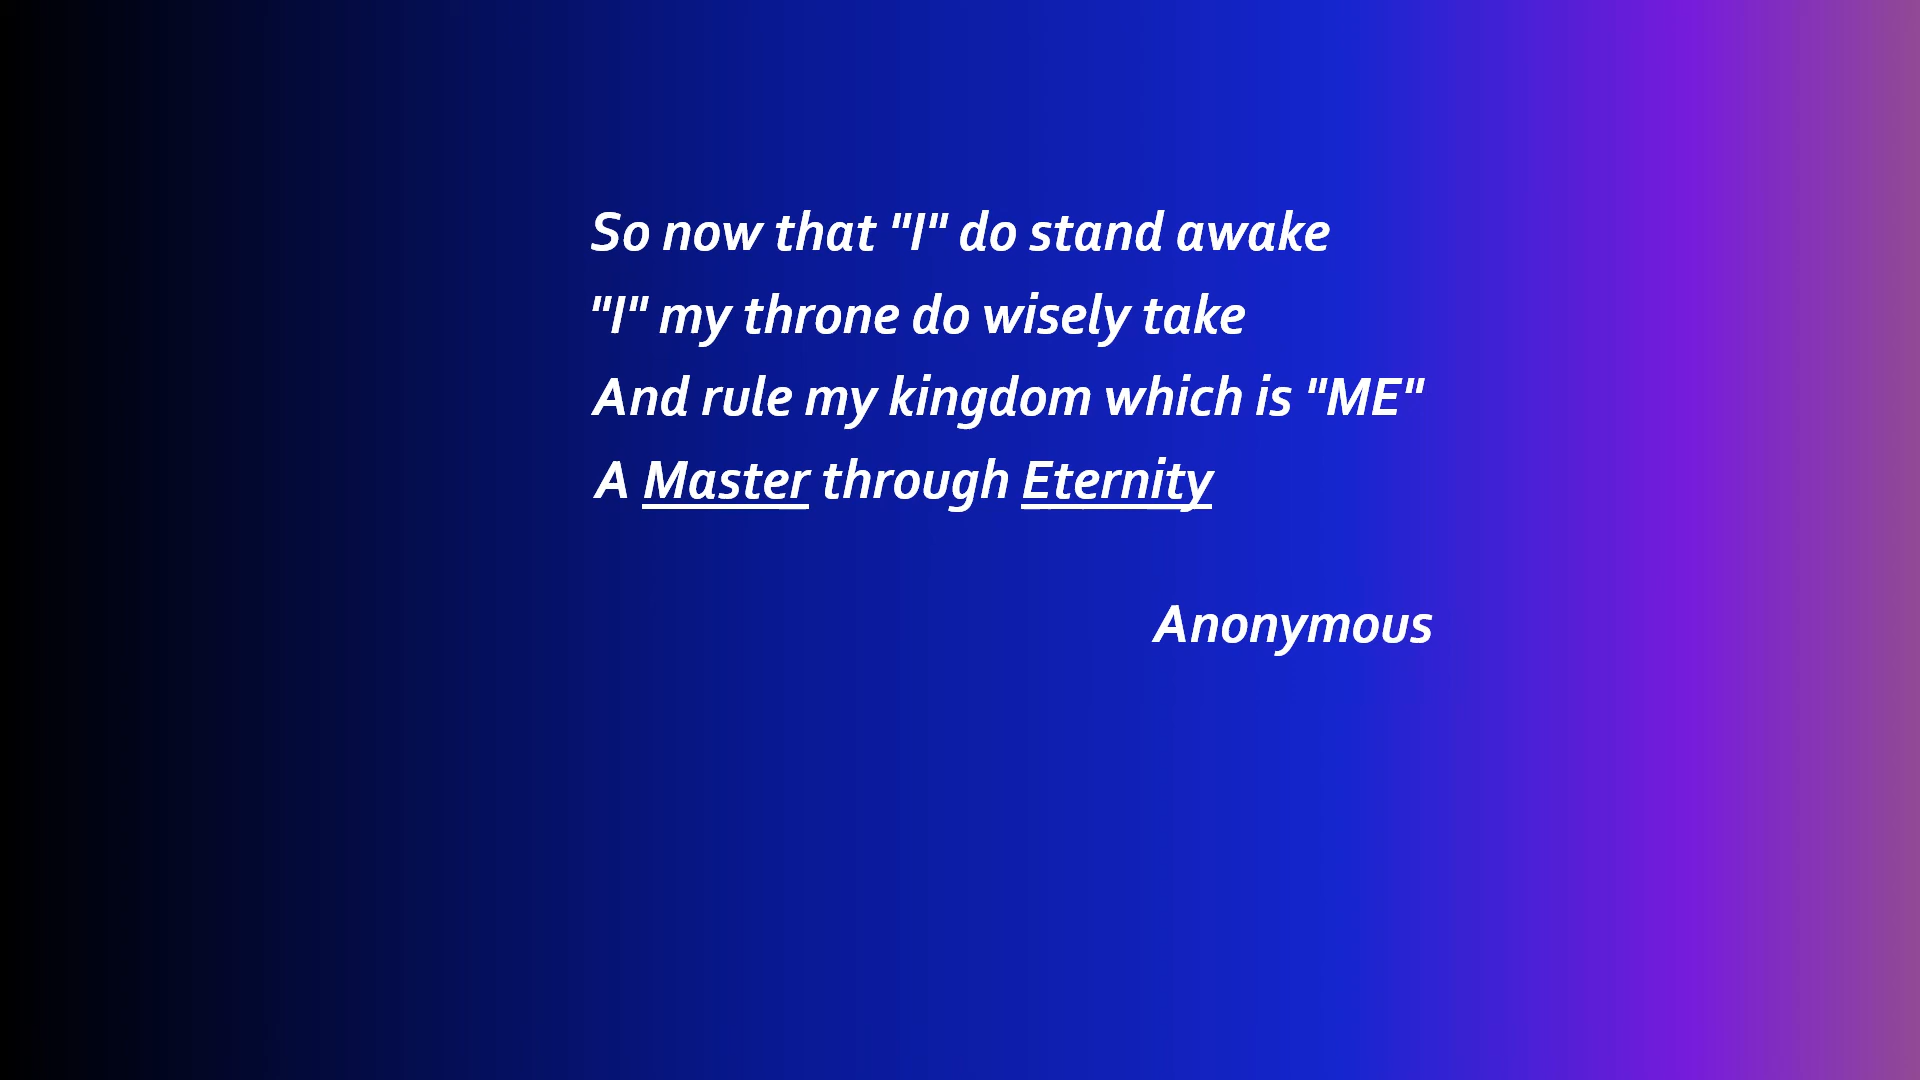 So now that "I" do stand awake
"I" my throne do wisely take
And rule my kingdom which is "ME"
A Master through Eternity
Anonymous